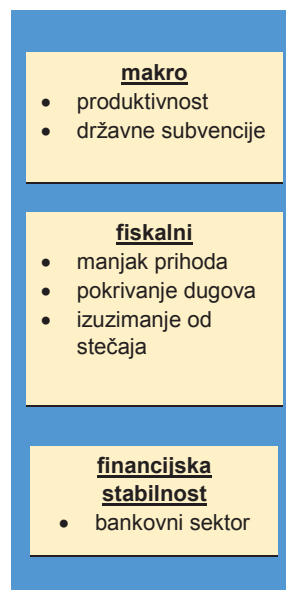 makro
• produktivnost
• državne subvencije
fiskalni
• manjak prihoda
• pokrivanje dugova
• izuzimanje od
stečaja
financijska
stabilnost
• bankovni sektor